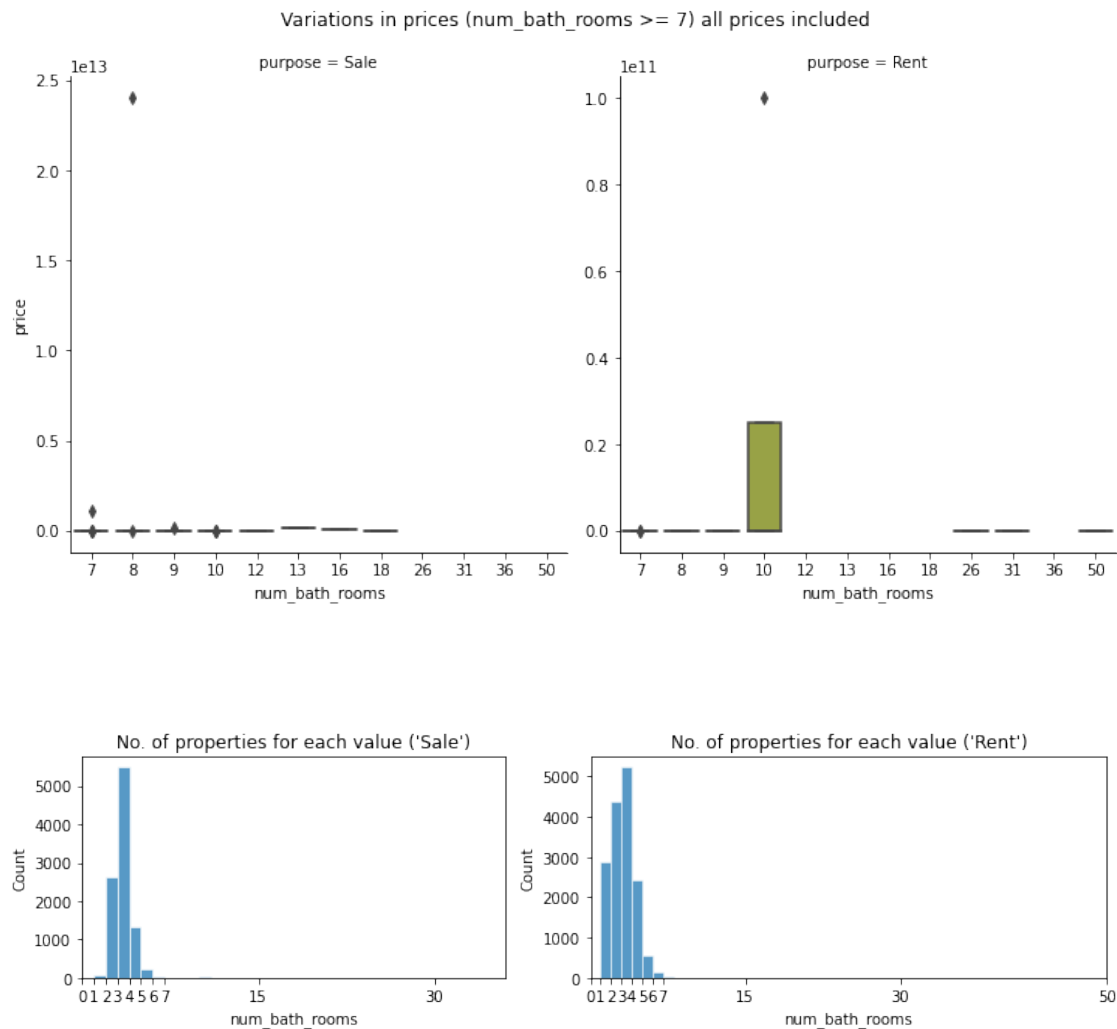 Variations in prices (num_bath_rooms >= 7) all prices included
purpose = Sale
purpose = Rent
1e13
1e11
2.5
2.0
1.5
1.0
0.5
0.0
price
7 8 9 10 12 13 16 18 26 31 36 50
num_bath_rooms
1.0
0.8
0.6
0.4
0.2
0.0
7 8 9 10 12 13 16 18 26 31 36 50
num_bath_rooms
No. of properties for each value ('Sale')
5000
4000
3000
2000
1000
0
Count
0 1 2 3 4 5 6 7 15 30
num_bath_rooms
No. of properties for each value ('Rent')
5000
4000
3000
2000
1000
0
Count
0 1 2 3 4 5 6 7 15 30 50
num_bath_rooms